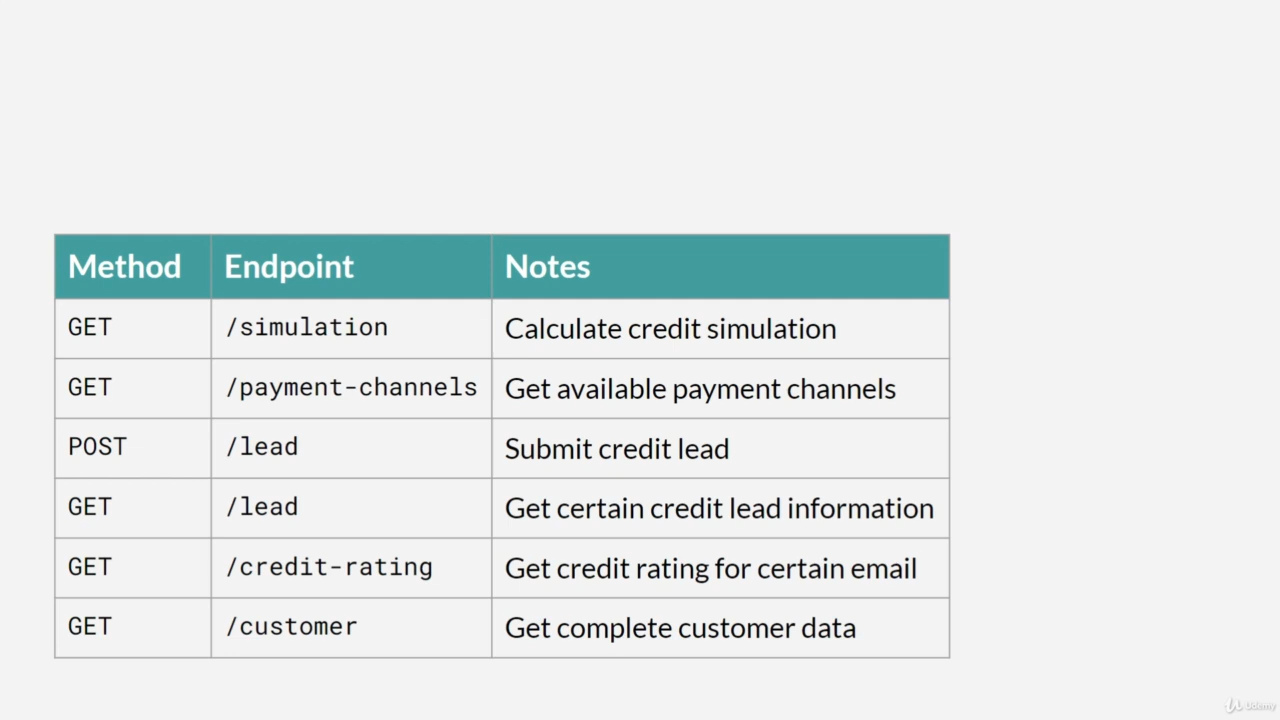 Method Endpoint Notes
GET /simulation Calculate credit simulation
GET /payment-channels Get available payment channels
POST /lead Submit credit lead
GET /lead Get certain credit lead information
GET /credit-rating Get credit rating for certain email
GET /customer Get complete customer data
Udemy